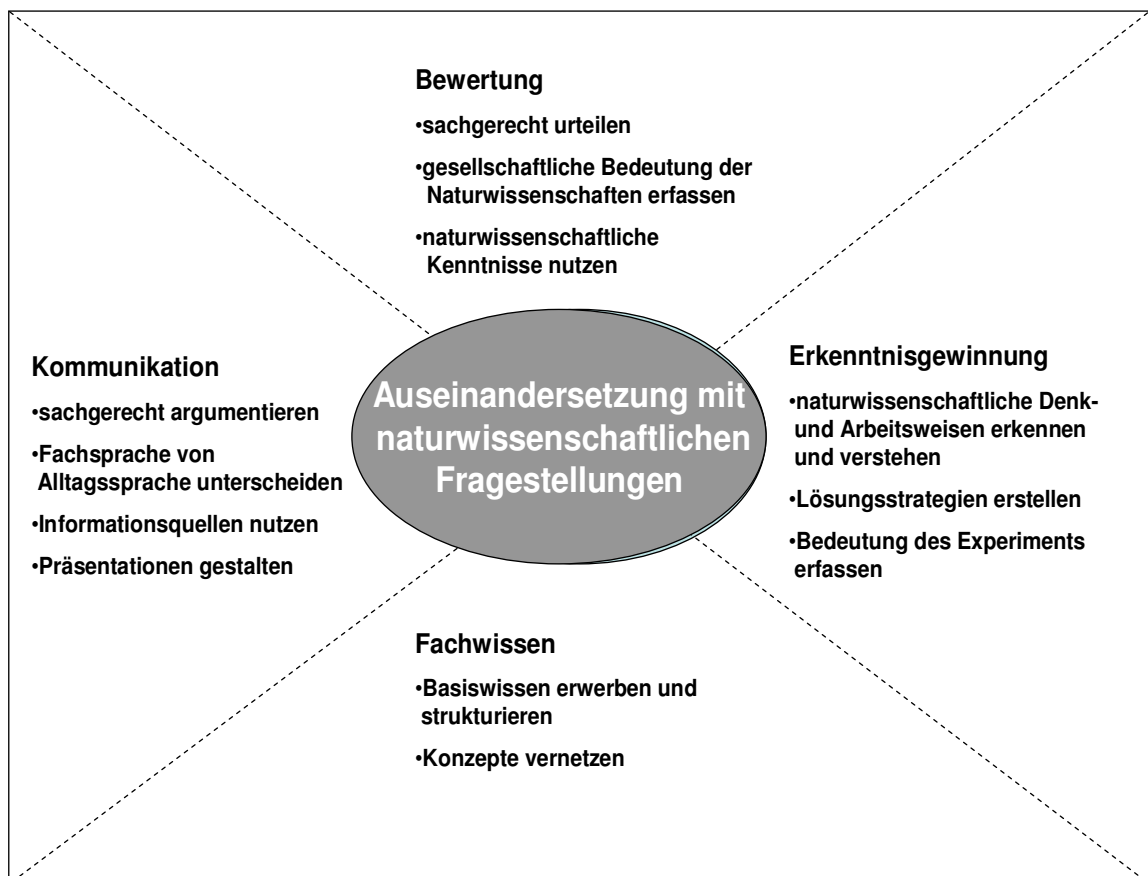 Bewertung
•sachgerecht urteilen
•gesellschaftliche Bedeutung der
Naturwissenschaften erfassen
•naturwissenschaftliche
Kenntnisse nutzen
Kommunikation
•sachgerecht argumentieren
•Fachsprache von
Alltagssprache unterscheiden
•Informationsquellen nutzen
•Präsentationen gestalten
Auseinandersetzung mit
naturwissenschaftlichen
Fragestellungen
Erkenntnisgewinnung
•naturwissenschaftliche Denk-
und Arbeitsweisen erkennen
und verstehen
•Lösungsstrategien erstellen
•Bedeutung des Experiments
erfassen
Fachwissen
•Basiswissen erwerben und
strukturieren
•Konzepte vernetzen